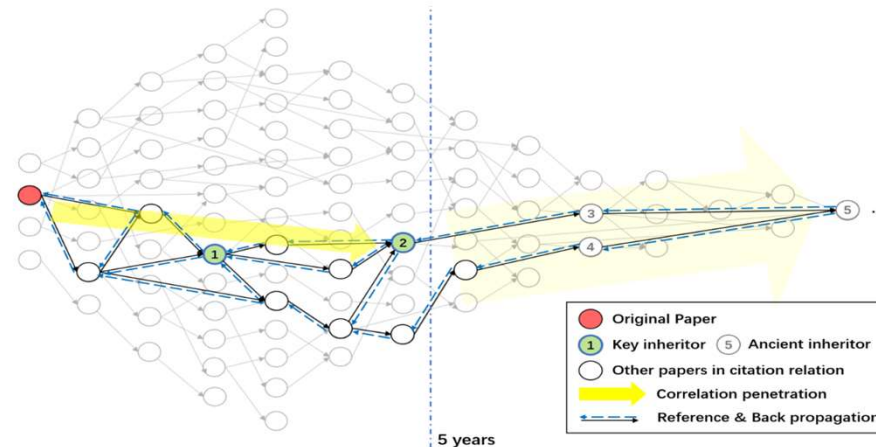 1
2
3
4
5
.
5 years
Original Paper
1 Key inheritor 5 Ancient inheritor
Other papers in citation relation
Correlation penetration
Reference & Back propagation